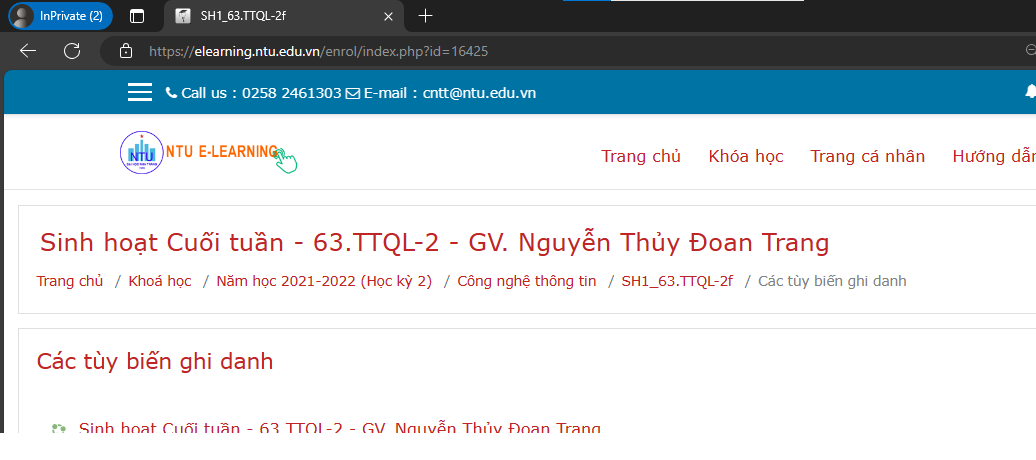 InPrivate (2)
SH1_63.TTQL-2f
https://elearning.ntu.edu.vn/enrol/index.php?id=16425
Call us : 0258 2461303 E-mail : cntt@ntu.edu.vn
NTU
NTU E-LEARNING
Trang chủ Khóa học Trang cá nhân Hướng dẫn
Sinh hoạt Cuối tuần - 63.TTQL-2 - GV. Nguyễn Thủy Đoan Trang
Trang chủ / Khoá học / Năm học 2021-2022 (Học kỳ 2) / Công nghệ thông tin / SH1_63.TTQL-2f / Các tùy biến ghi danh
Các tùy biến ghi danh
Sinh hoạt Cuối tuần - 63.TTQL-2 - GV. Nguyễn Thủy Đoan Trang